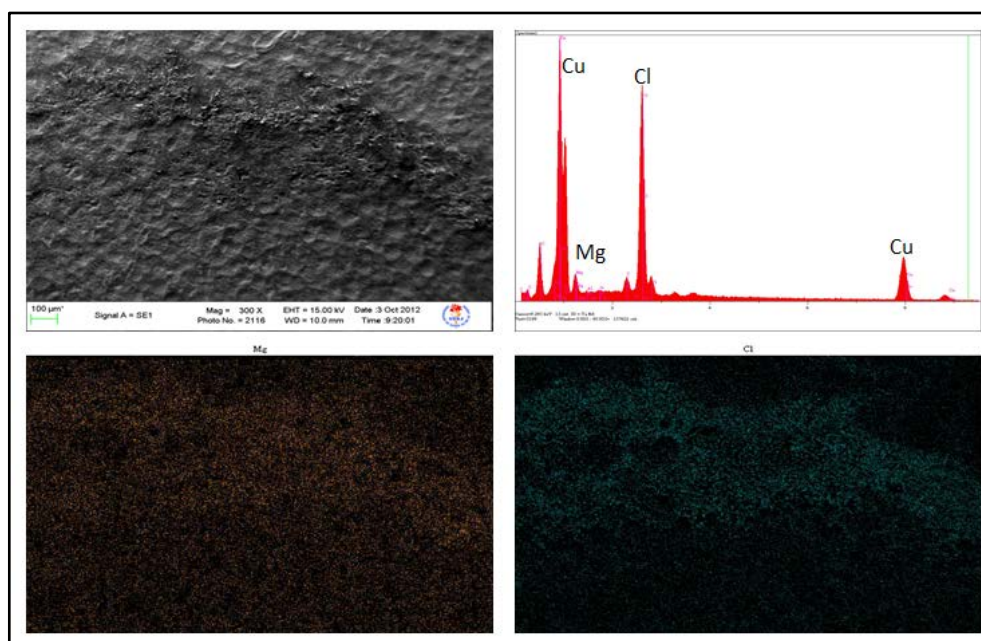 Cu
Cl
Mg
Cu
100 µm
Signal A = SE1
Mag = 300 X
Photo No. = 2116
EHT = 15.00 kV
WD = 10.0 mm
Date :3 Oct 2012
Time :9:20:01
Mg
Cl